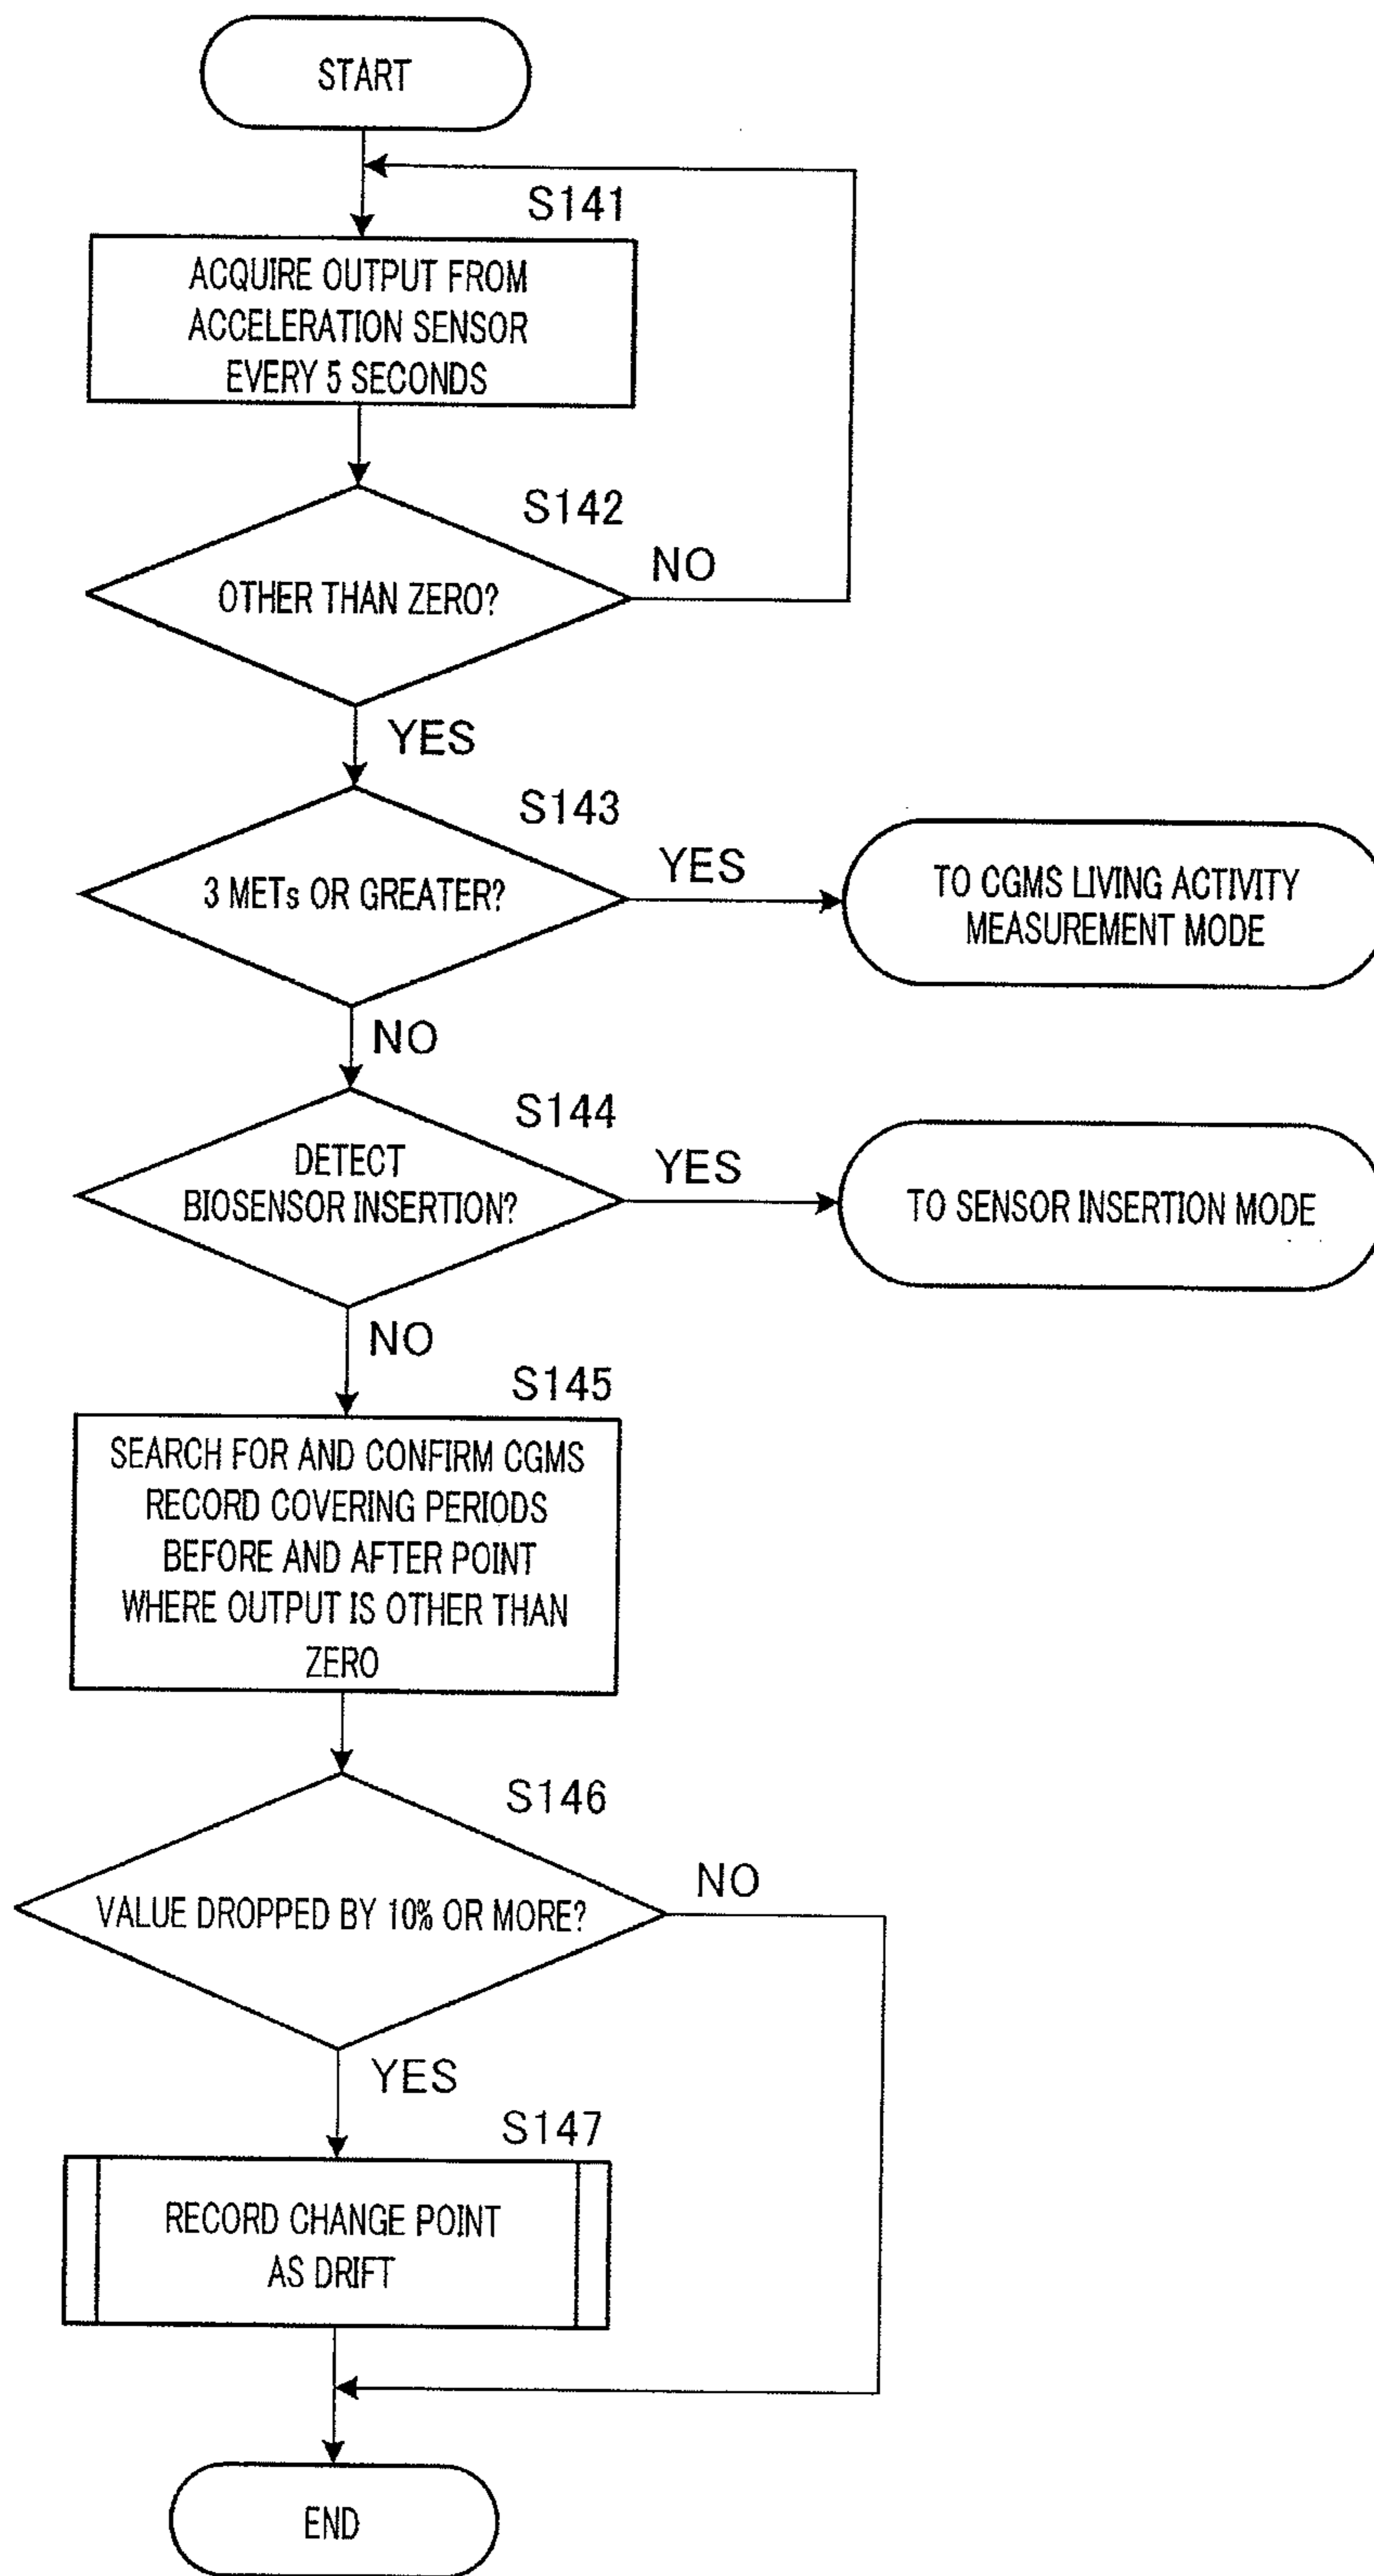 START
S141
ACQUIRE OUTPUT FROM
ACCELERATION SENSOR
EVERY 5 SECONDS
S142
OTHER THAN ZERO?
NO
YES
S143
3 METs OR GREATER?
YES
TO CGMS LIVING ACTIVITY
MEASUREMENT MODE
NO
S144
DETECT
BIOSENSOR INSERTION?
YES
TO SENSOR INSERTION MODE
NO
S145
SEARCH FOR AND CONFIRM CGMS
RECORD COVERING PERIODS
BEFORE AND AFTER POINT
WHERE OUTPUT IS OTHER THAN
ZERO
S146
VALUE DROPPED BY 10% OR MORE?
NO
YES
S147
RECORD CHANGE POINT
AS DRIFT
END